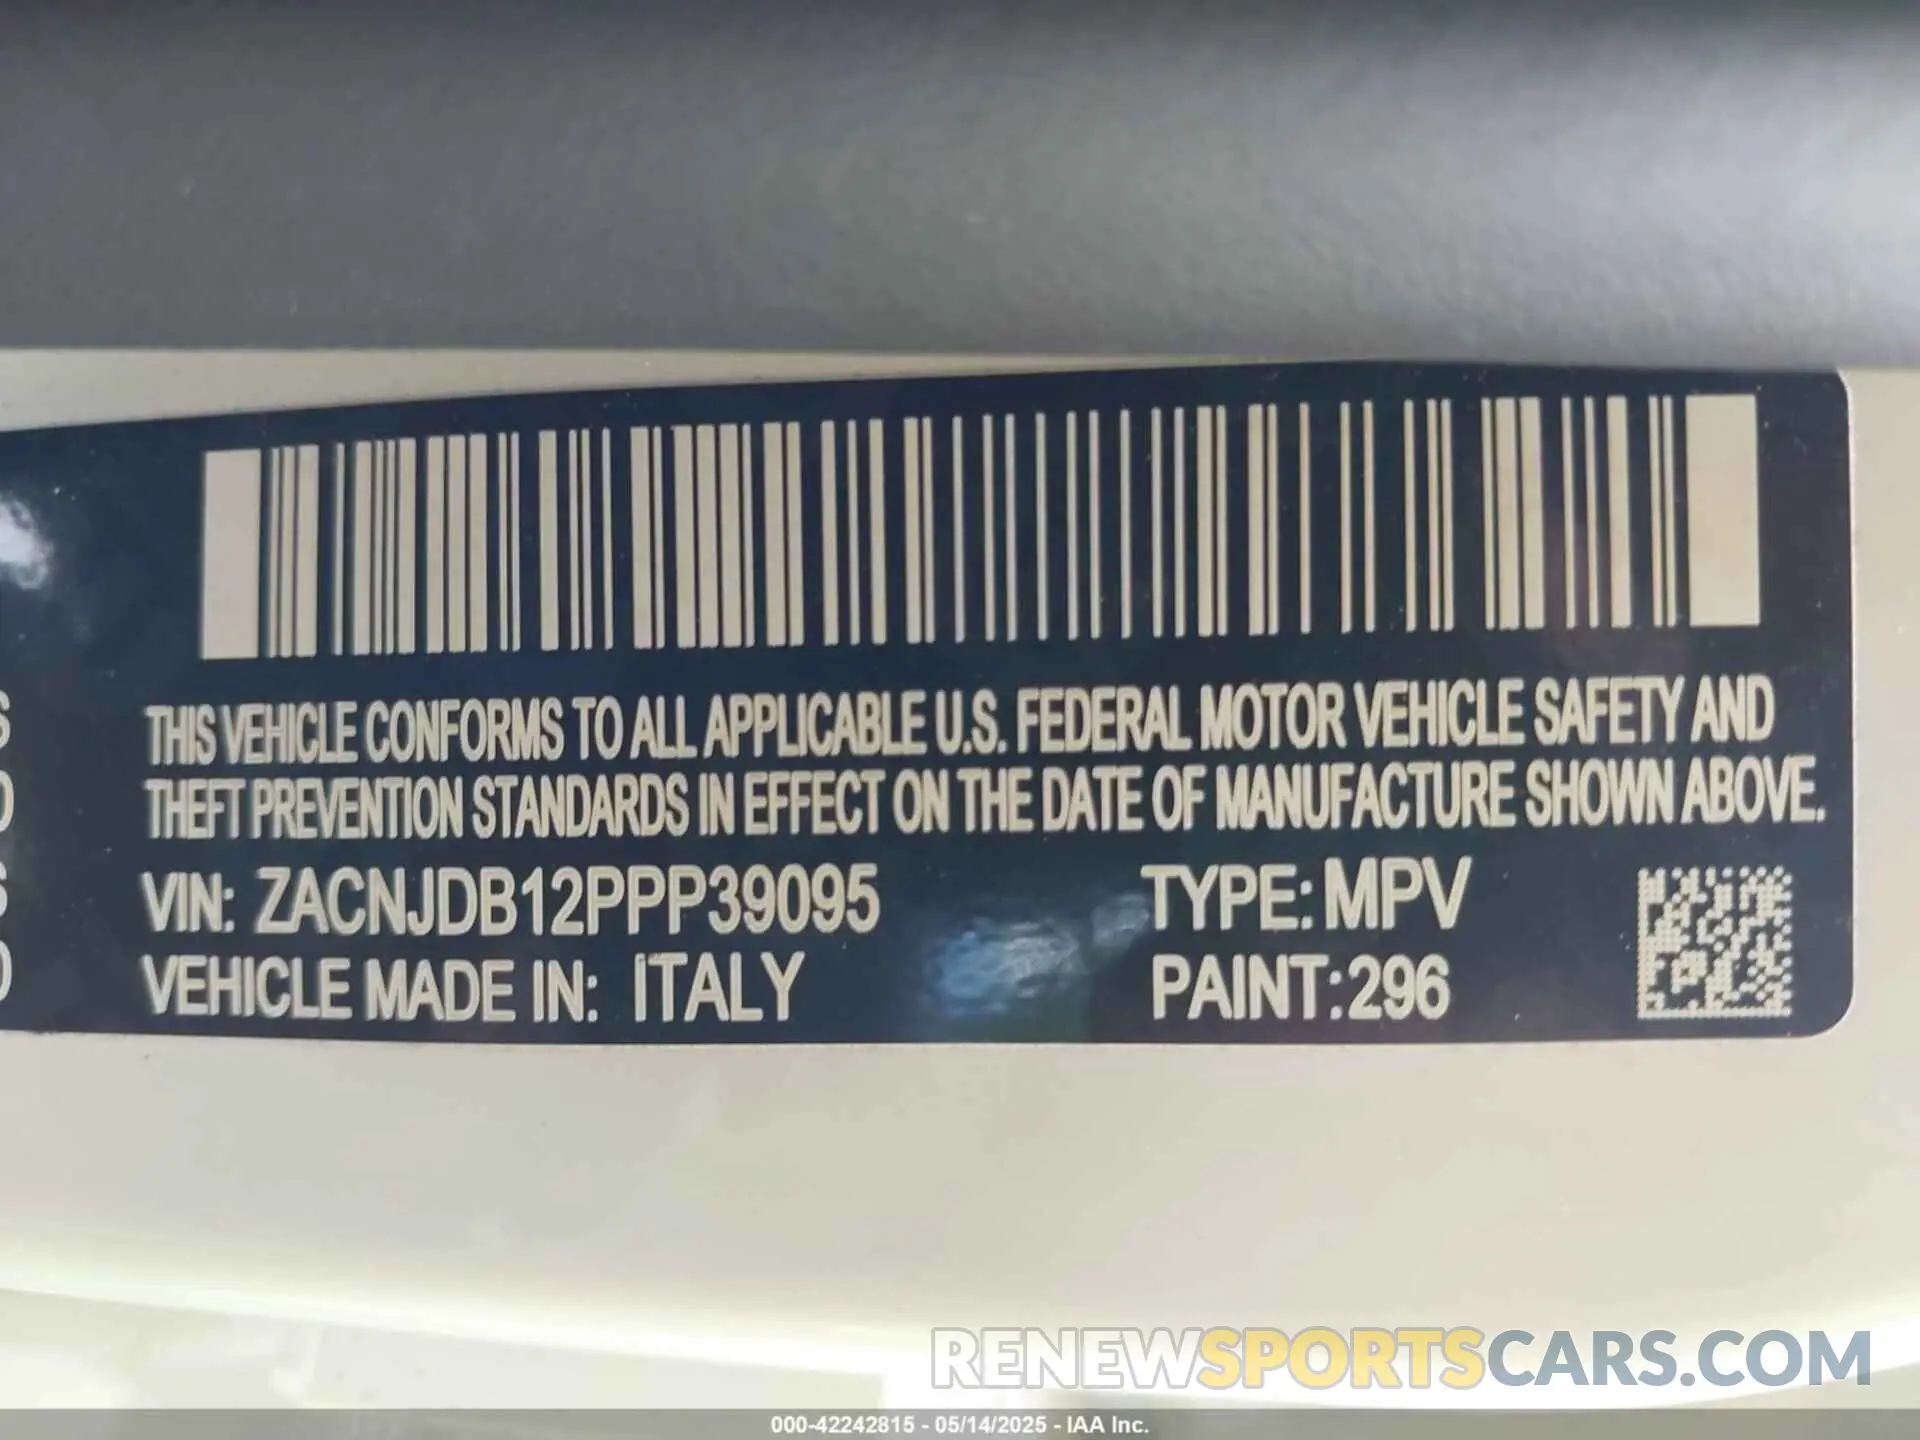 THIS VEHICLE CONFORMS TO ALL APPLICABLE U.S. FEDERAL MOTOR VEHICLE SAFETY AND
THEFT PREVENTION STANDARDS IN EFFECT ON THE DATE OF MANUFACTURE SHOWN ABOVE.
VIN: ZACNJDB12PPP39095 TYPE: MPV
VEHICLE MADE IN: ITALY PAINT: 296
RENEWSPORTSCARS.COM
000-42242815 - 05/14/2025 - IAA Inc.